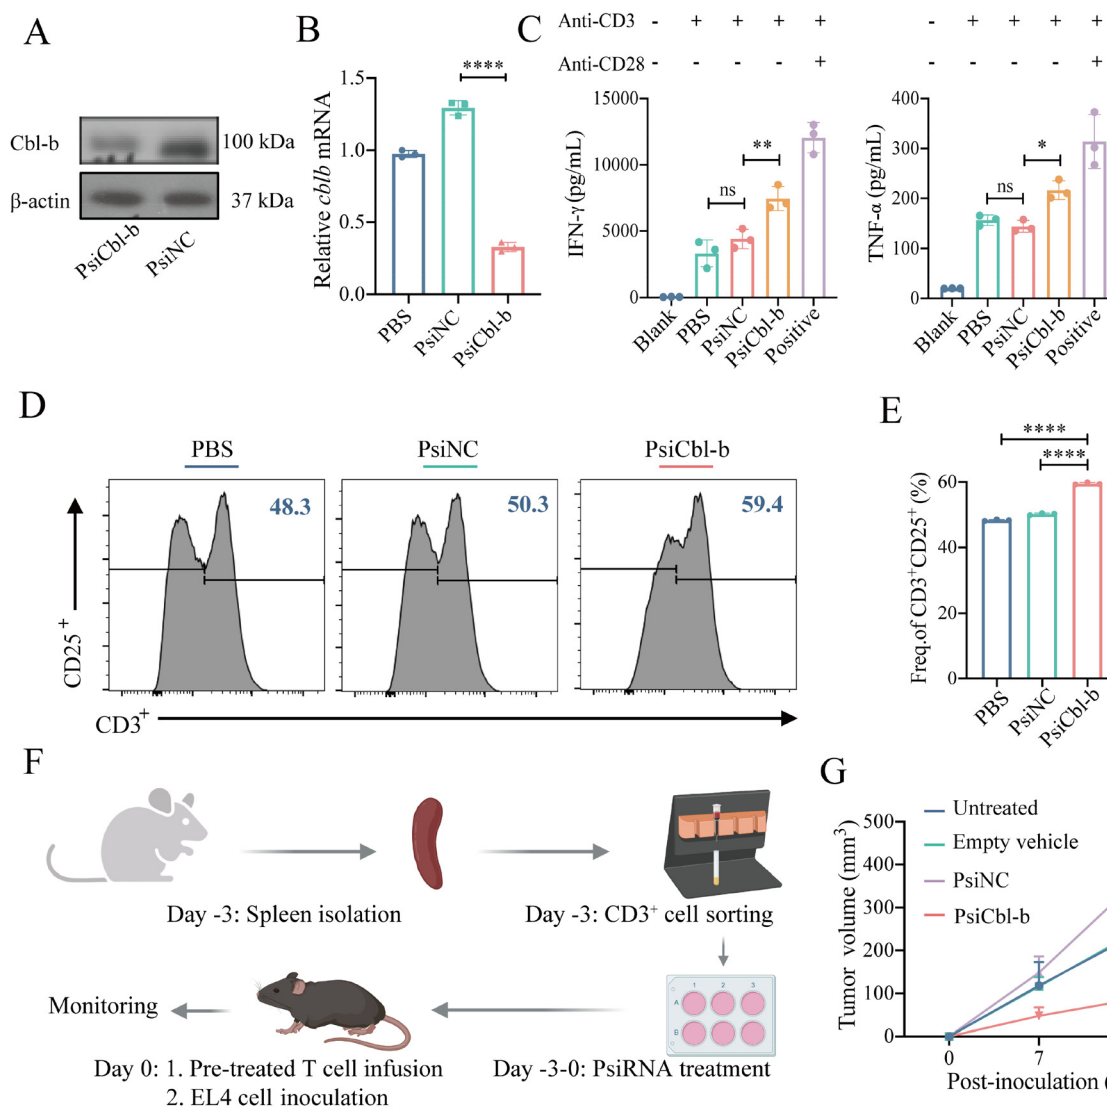 A
Cbl-b
100 kDa
β-actin
37 kDa
PsiCbl-b
PsiNC
B
****
Relative cblb mRNA
1.5
1.0
0.5
0.0
PBS
PsiNC
PsiCbl-b
C
Anti-CD3 - + + + +
Anti-CD28 - - - - +
IFN-γ (pg/mL)
15000
10000
5000
0
ns
**
Blank
PBS
PsiNC
PsiCbl-b
Positive
- + + + +
- - - - +
TNF-α (pg/mL)
400
300
200
100
0
ns
*
Blank
PBS
PsiNC
PsiCbl-b
Positive
D
PBS
PsiNC
PsiCbl-b
48.3
50.3
59.4
CD25⁺
CD3⁺
E
****
****
Freq.of CD3⁺CD25⁺ (%)
60
40
20
0
PBS
PsiNC
PsiCbl-b
F
Day -3: Spleen isolation
Day -3: CD3⁺ cell sorting
1 2 3
A
B
Monitoring
Day 0: 1. Pre-treated T cell infusion
2. EL4 cell inoculation
Day -3-0: PsiRNA treatment
G
Untreated
Empty vehicle
PsiNC
PsiCbl-b
Tumor volume (mm³)
500
400
300
200
100
0
0
7
Post-inoculation (